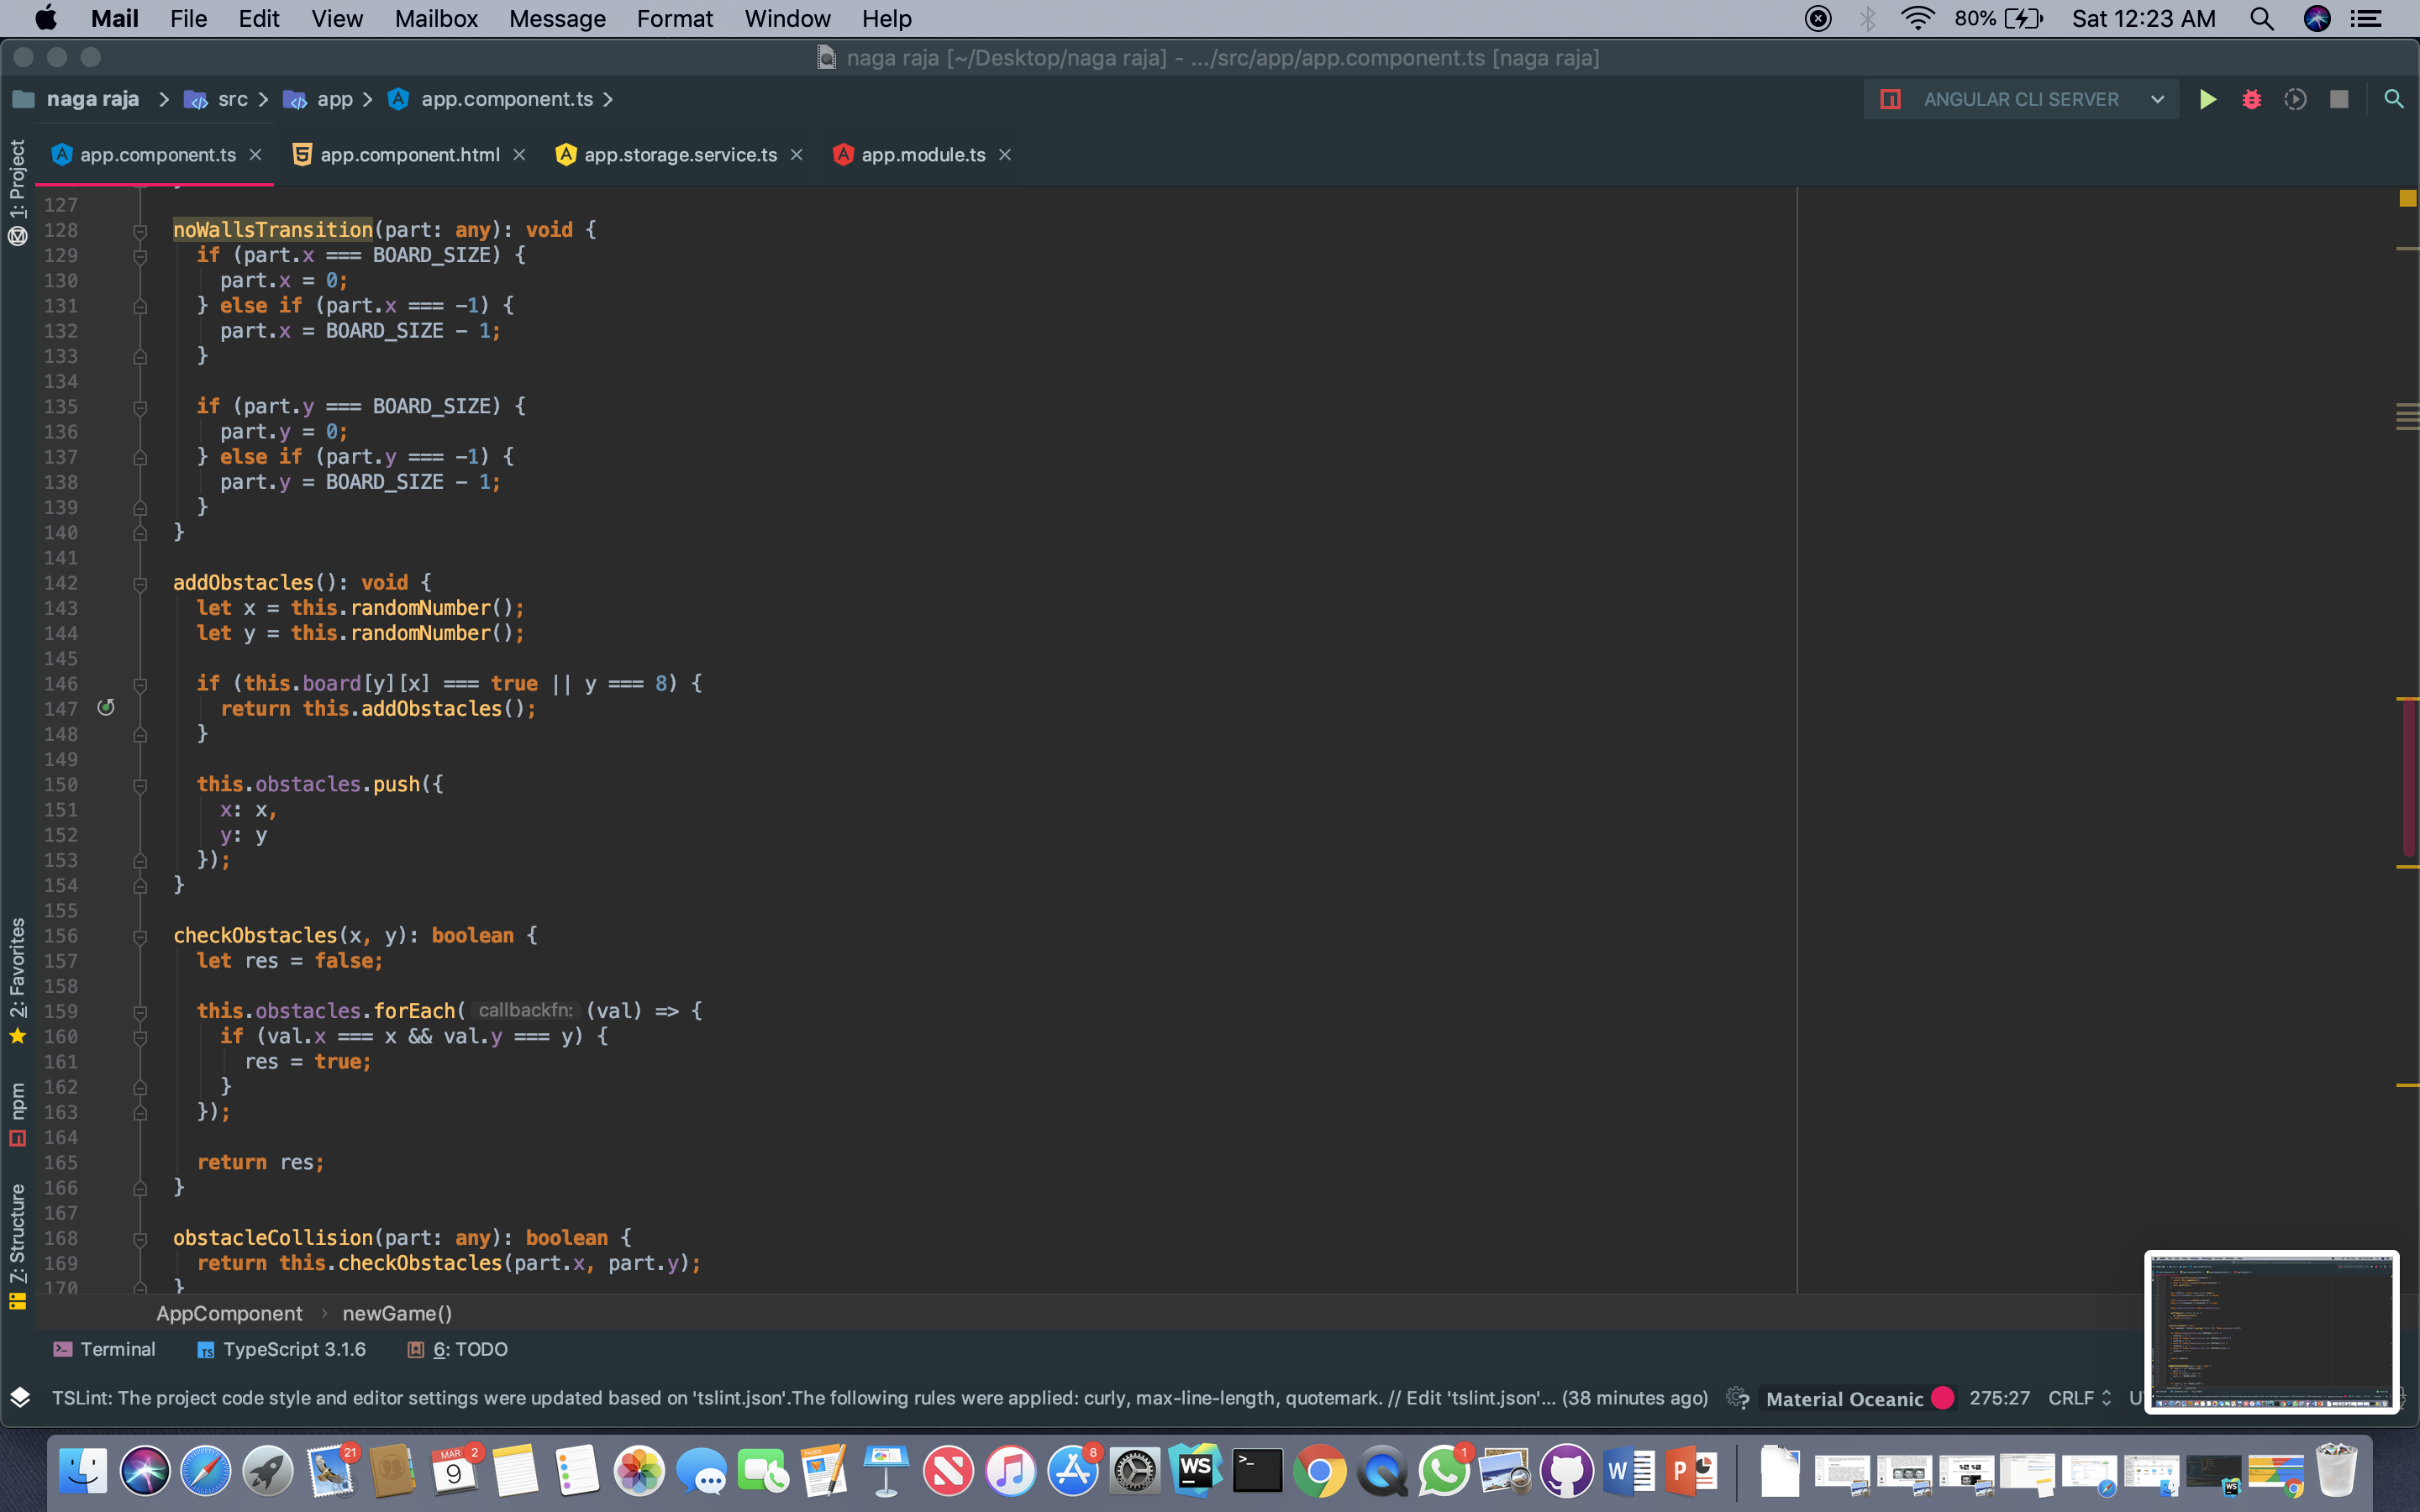 Mail File Edit View Mailbox Message Format Window Help 80% Sat 12:23 AM
naga raja [~/Desktop/naga raja] - .../src/app/app.component.ts [naga raja]
naga raja src app app.component.ts ANGULAR CLI SERVER
app.component.ts app.component.html app.storage.service.ts app.module.ts
1: Project
2: Favorites
npm
7: Structure
127
128 noWallsTransition(part: any): void {
129 if (part.x === BOARD_SIZE) {
130 part.x = 0;
131 } else if (part.x === -1) {
132 part.x = BOARD_SIZE - 1;
133 }
134
135 if (part.y === BOARD_SIZE) {
136 part.y = 0;
137 } else if (part.y === -1) {
138 part.y = BOARD_SIZE - 1;
139 }
140 }
141
142 addObstacles(): void {
143 let x = this.randomNumber();
144 let y = this.randomNumber();
145
146 if (this.board[y][x] === true || y === 8) {
147 return this.addObstacles();
148 }
149
150 this.obstacles.push({
151 x: x,
152 y: y
153 });
154 }
155
156 checkObstacles(x, y): boolean {
157 let res = false;
158
159 this.obstacles.forEach( callbackfn: (val) => {
160 if (val.x === x && val.y === y) {
161 res = true;
162 }
163 });
164
165 return res;
166 }
167
168 obstacleCollision(part: any): boolean {
169 return this.checkObstacles(part.x, part.y);
170 }
AppComponent › newGame()
Terminal TypeScript 3.1.6 6: TODO
TSLint: The project code style and editor settings were updated based on 'tslint.json'.The following rules were applied: curly, max-line-length, quotemark. // Edit 'tslint.json'... (38 minutes ago) Material Oceanic 275:27 CRLF
21 MAR 9 2 PAGES 8 WS 1 W P